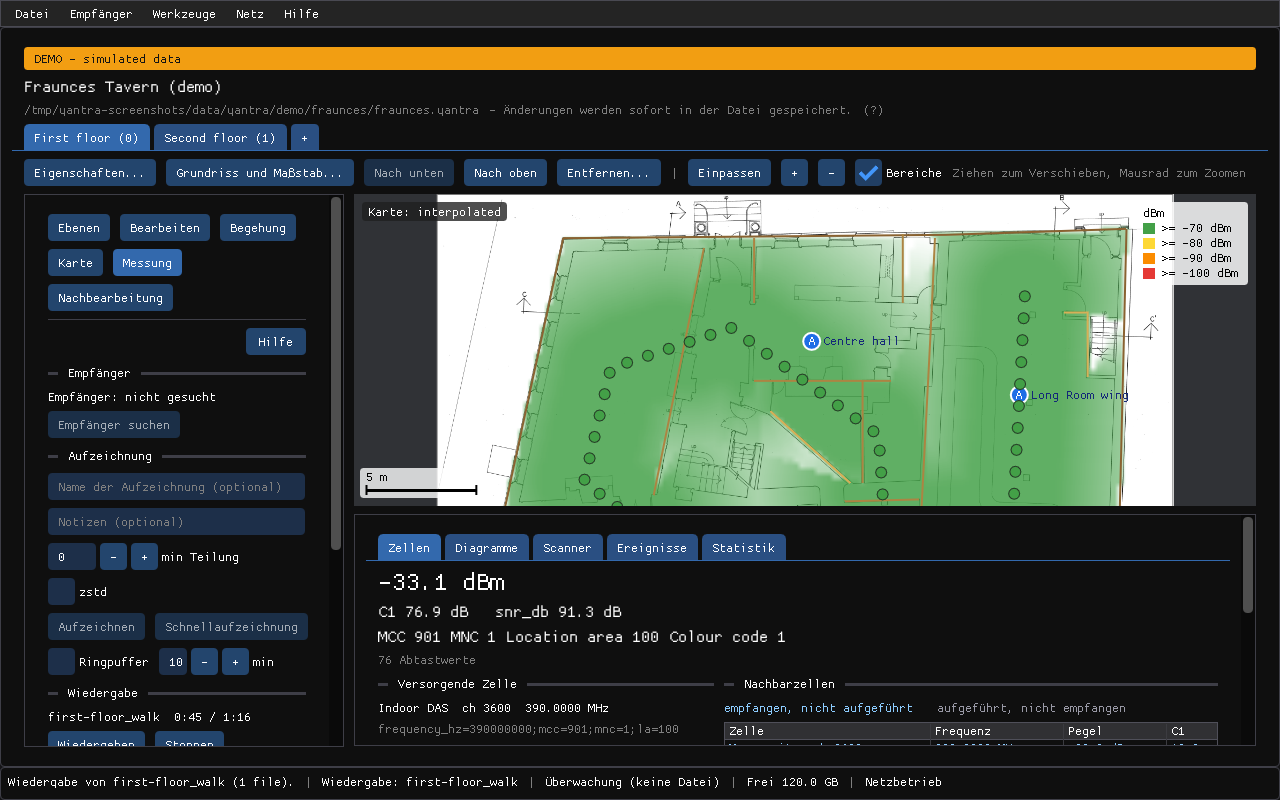 Datei Empfänger Werkzeuge Netz Hilfe
DEMO - simulated data
Fraunces Tavern (demo)
/tmp/yantra-screenshots/data/yantra/demo/fraunces/fraunces.yantra - Änderungen werden sofort in der Datei gespeichert. (?)
First floor (0) Second floor (1) +
Eigenschaften... Grundriss und Maßstab... Nach unten Nach oben Entfernen... | Einpassen + - Bereiche Ziehen zum Verschieben, Mausrad zum Zoomen
Ebenen Bearbeiten Begehung
Karte Messung
Nachbearbeitung
Hilfe
Empfänger
Empfänger: nicht gesucht
Empfänger suchen
Aufzeichnung
Name der Aufzeichnung (optional)
Notizen (optional)
0 - + min Teilung
zstd
Aufzeichnen Schnellaufzeichnung
Ringpuffer 10 - + min
Wiedergabe
first-floor_walk 0:45 / 1:16
Wiedergeben Stoppen
Karte: interpolated
A
B
C
C'
dBm
>= -70 dBm
>= -80 dBm
>= -90 dBm
>= -100 dBm
A Centre hall
A Long Room wing
5 m
Zellen Diagramme Scanner Ereignisse Statistik
-33.1 dBm
C1 76.9 dB snr_db 91.3 dB
MCC 901 MNC 1 Location area 100 Colour code 1
76 Abtastwerte
Versorgende Zelle
Indoor DAS ch 3600 390.0000 MHz
frequency_hz=390000000;mcc=901;mnc=1;la=100
Nachbarzellen
empfangen, nicht aufgeführt aufgeführt, nicht empfangen
Zelle Frequenz Pegel C1
Wiedergabe von first-floor_walk (1 file). | Wiedergabe: first-floor_walk | Überwachung (keine Datei) | Frei 120.0 GB | Netzbetrieb